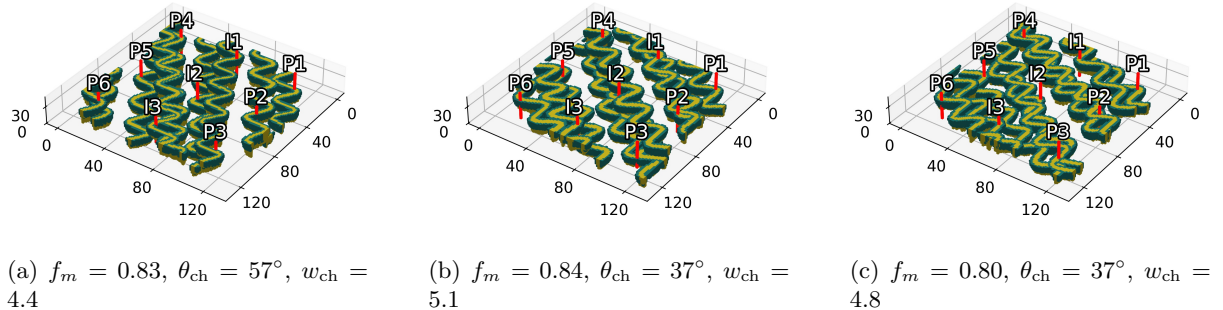 P4
P5
I1
P1
P6
I2
P2
I3
P3
30
0
0
40
80
120
0
40
80
120
P4
P5
I1
P1
P6
I2
P2
I3
P3
30
0
0
40
80
120
0
40
80
120
P4
P5
I1
P1
P6
I2
P2
I3
P3
30
0
0
40
80
120
0
40
80
120
(a) f_m = 0.83, θ_ch = 57°, w_ch =
4.4
(b) f_m = 0.84, θ_ch = 37°, w_ch =
5.1
(c) f_m = 0.80, θ_ch = 37°, w_ch =
4.8